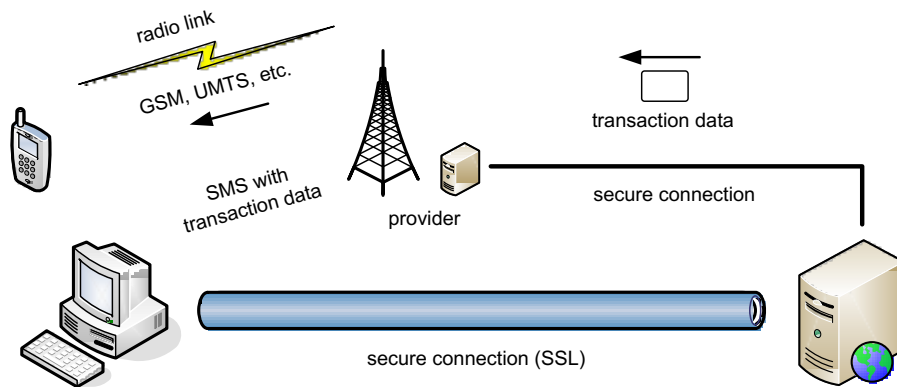 radio link
GSM, UMTS, etc.
transaction data
SMS with
transaction data
provider
secure connection
secure connection (SSL)